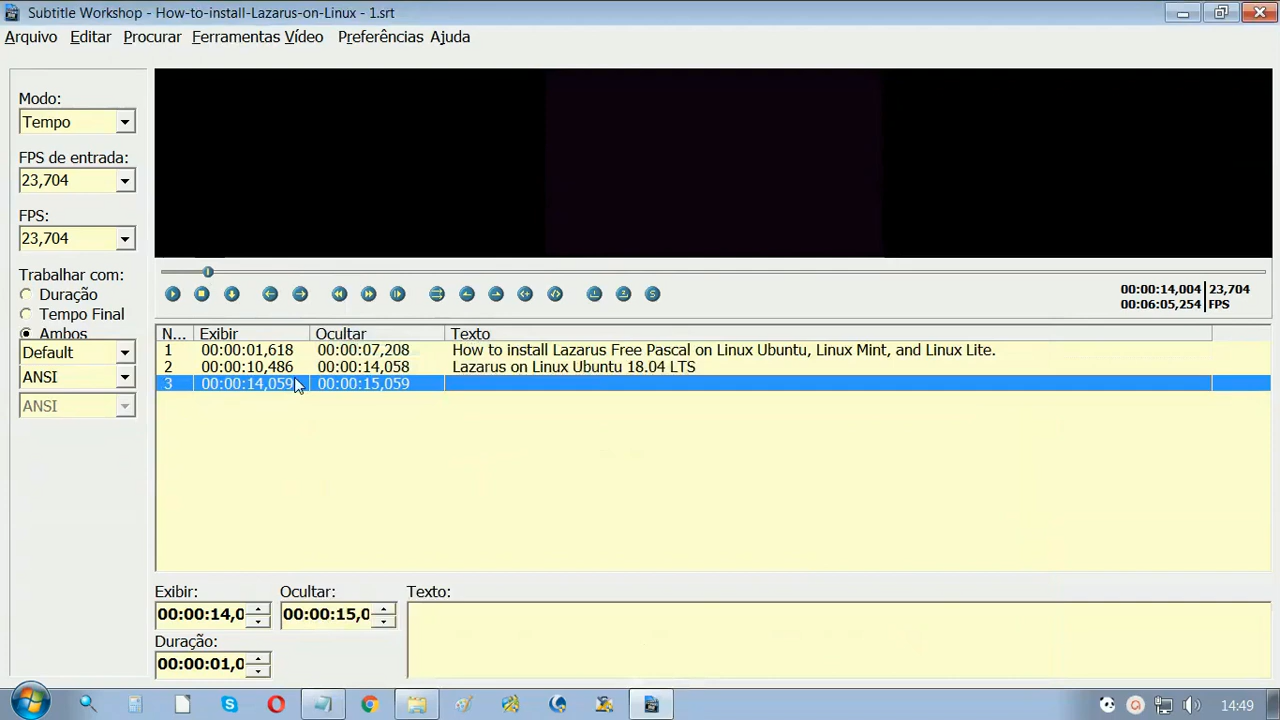 Subtitle Workshop - How-to-install-Lazarus-on-Linux - 1.srt
Arquivo Editar Procurar Ferramentas Vídeo Preferências Ajuda
Modo:
Tempo
FPS de entrada:
23,704
FPS:
23,704
Trabalhar com:
Duração
Tempo Final
Ambos
Default
ANSI
ANSI
00:00:14,004 23,704
00:06:05,254 FPS
N... Exibir Ocultar Texto
1 00:00:01,618 00:00:07,208 How to install Lazarus Free Pascal on Linux Ubuntu, Linux Mint, and Linux Lite.
2 00:00:10,486 00:00:14,058 Lazarus on Linux Ubuntu 18.04 LTS
3 00:00:14,059 00:00:15,059
Exibir: Ocultar: Texto:
00:00:14,0 00:00:15,0
Duração:
00:00:01,0
14:49